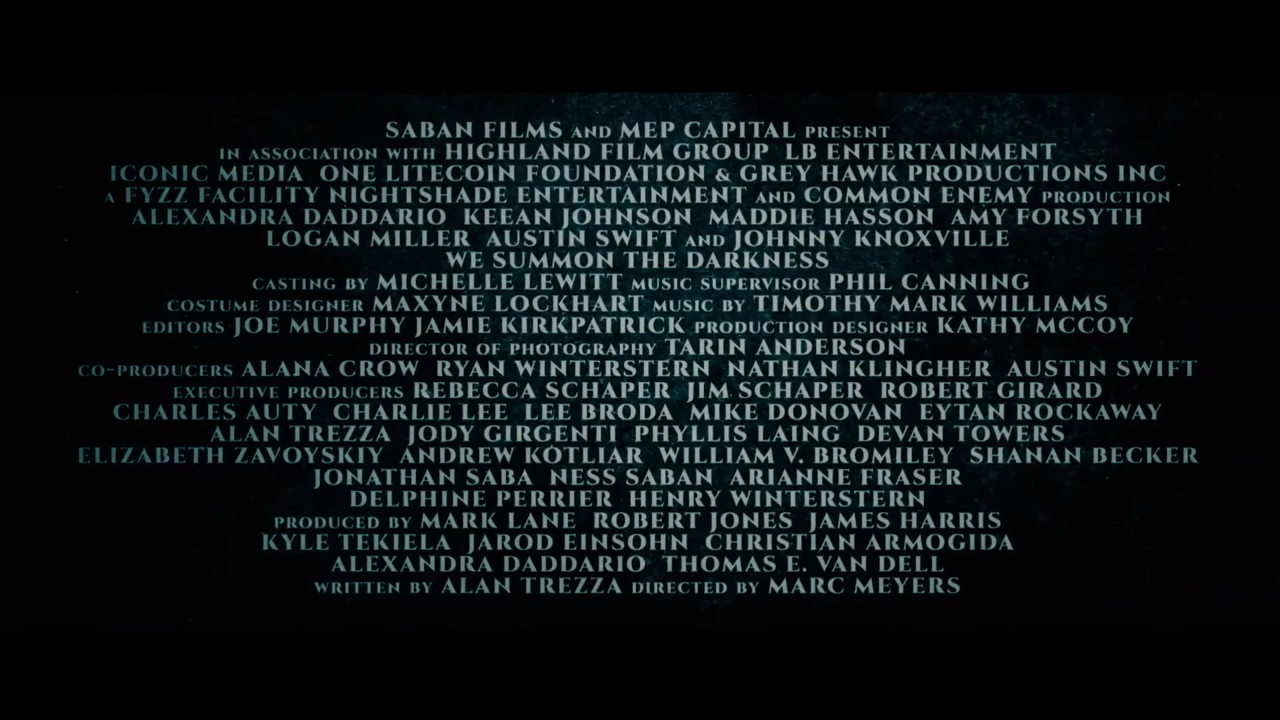 SABAN FILMS AND MEP CAPITAL PRESENT
IN ASSOCIATION WITH HIGHLAND FILM GROUP LB ENTERTAINMENT
ICONIC MEDIA ONE LITECOIN FOUNDATION & GREY HAWK PRODUCTIONS INC
A FYZZ FACILITY NIGHTSHADE ENTERTAINMENT AND COMMON ENEMY PRODUCTION
ALEXANDRA DADDARIO KEEAN JOHNSON MADDIE HASSON AMY FORSYTH
LOGAN MILLER AUSTIN SWIFT AND JOHNNY KNOXVILLE
WE SUMMON THE DARKNESS
CASTING BY MICHELLE LEWITT MUSIC SUPERVISOR PHIL CANNING
COSTUME DESIGNER MAXYNE LOCKHART MUSIC BY TIMOTHY MARK WILLIAMS
EDITORS JOE MURPHY JAMIE KIRKPATRICK PRODUCTION DESIGNER KATHY MCCOY
DIRECTOR OF PHOTOGRAPHY TARIN ANDERSON
CO-PRODUCERS ALANA CROW RYAN WINTERSTERN NATHAN KLINGHER AUSTIN SWIFT
EXECUTIVE PRODUCERS REBECCA SCHAPER JIM SCHAPER ROBERT GIRARD
CHARLES AUTY CHARLIE LEE LEE BRODA MIKE DONOVAN EYTAN ROCKAWAY
ALAN TREZZA JODY GIRGENTI PHYLLIS LAING DEVAN TOWERS
ELIZABETH ZAVOYSKIY ANDREW KOTLIAR WILLIAM V. BROMILEY SHANAN BECKER
JONATHAN SABA NESS SABAN ARIANNE FRASER
DELPHINE PERRIER HENRY WINTERSTERN
PRODUCED BY MARK LANE ROBERT JONES JAMES HARRIS
KYLE TEKIELA JAROD EINSOHN CHRISTIAN ARMOGIDA
ALEXANDRA DADDARIO THOMAS E. VAN DELL
WRITTEN BY ALAN TREZZA DIRECTED BY MARC MEYERS